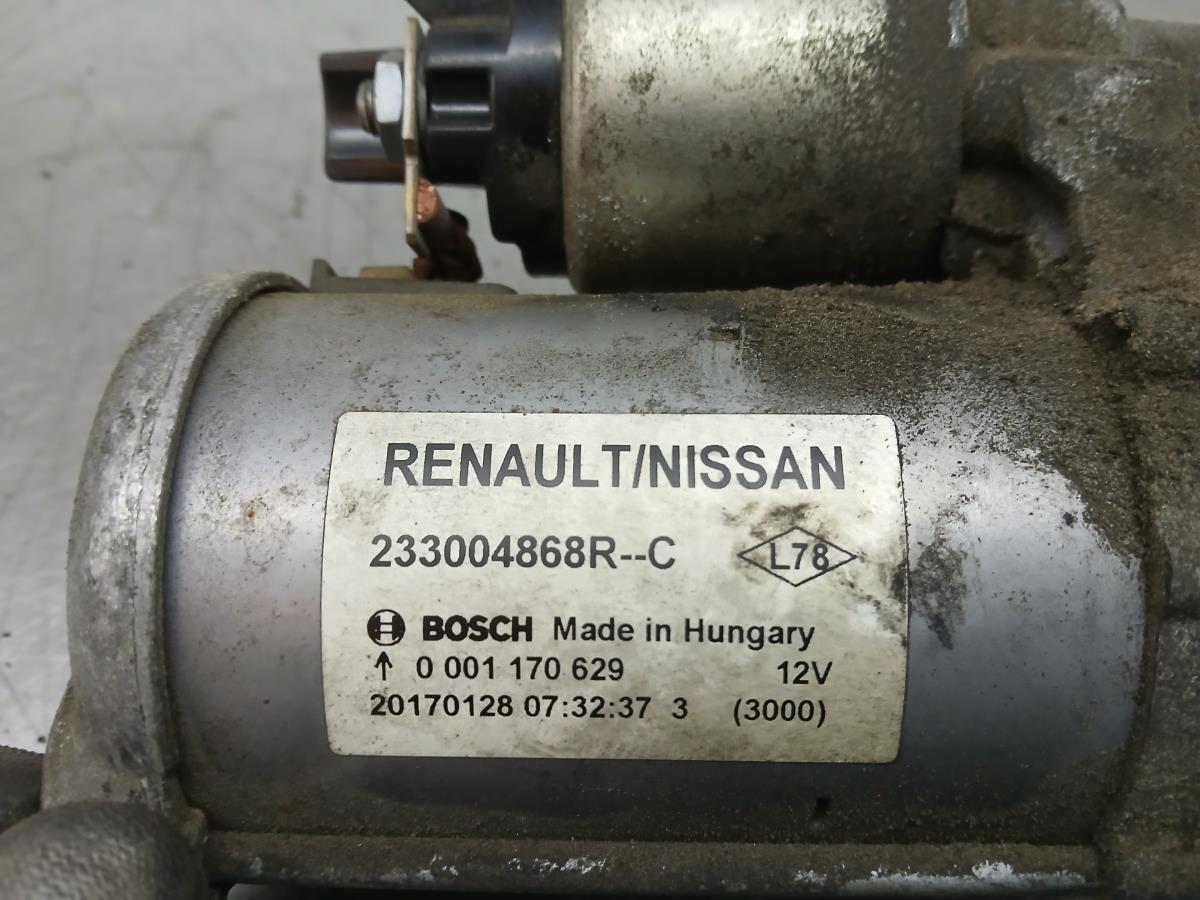 RENAULT/NISSAN
233004868R--C L78
BOSCH Made in Hungary
↑ 0 001 170 629 12V
20170128 07:32:37 3 (3000)